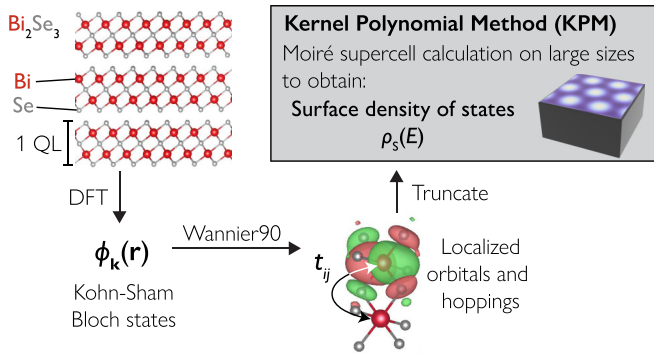 Bi₂Se₃
Bi
Se
1 QL
DFT
ϕₖ(r)
Kohn-Sham
Bloch states
Wannier90
tᵢⱼ
Localized
orbitals and
hoppings
Truncate
Kernel Polynomial Method (KPM)
Moiré supercell calculation on large sizes
to obtain:
Surface density of states
ρₛ(E)